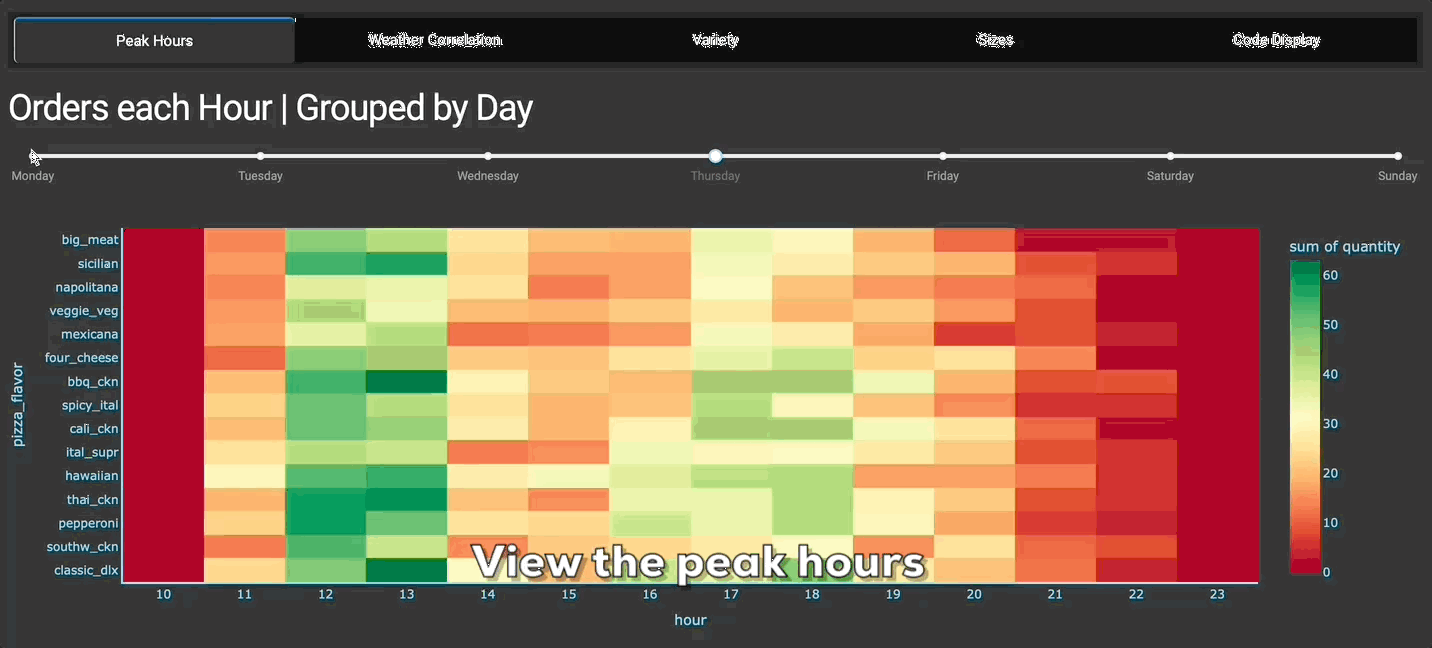 Peak Hours Weather Correlation Variety Sizes Code Display
Orders each Hour | Grouped by Day
Monday Tuesday Wednesday Thursday Friday Saturday Sunday
sum of quantity
big_meat
sicilian
napolitana
veggie_veg
mexicana
four_cheese
bbq_ckn
spicy_ital
cali_ckn
ital_supr
hawaiian
thai_ckn
pepperoni
southw_ckn
classic_dlx
pizza_flavor
60
50
40
30
20
10
0
View the peak hours
10 11 12 13 14 15 16 17 18 19 20 21 22 23
hour